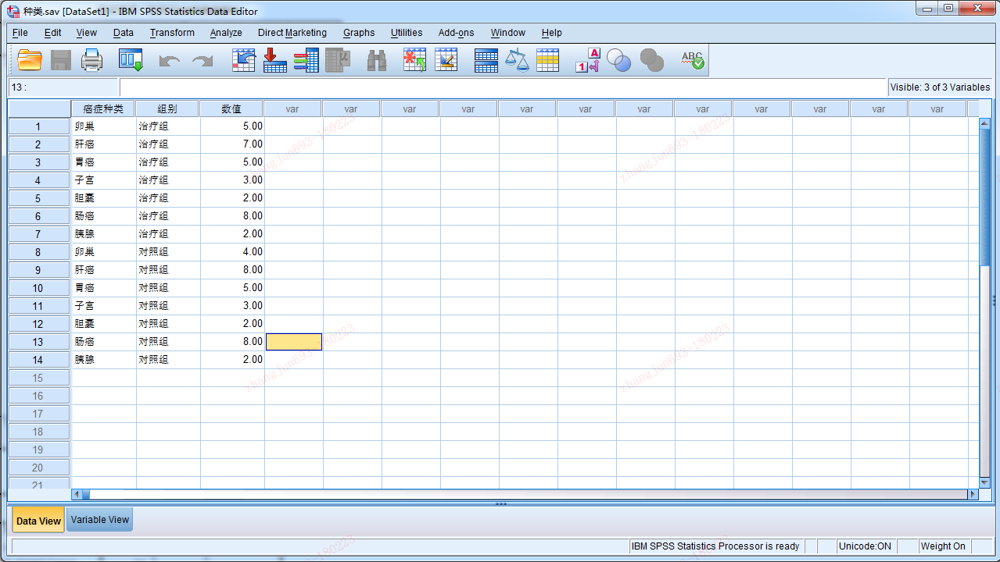 种类.sav [DataSet1] - IBM SPSS Statistics Data Editor
File Edit View Data Transform Analyze Direct Marketing Graphs Utilities Add-ons Window Help
13 :
Visible: 3 of 3 Variables
癌症种类 组别 数值 var var var var var var var var var var var var
1 卵巢 治疗组 5.00
2 肝癌 治疗组 7.00
3 胃癌 治疗组 5.00
4 子宫 治疗组 3.00
5 胆囊 治疗组 2.00
6 肠癌 治疗组 8.00
7 胰腺 治疗组 2.00
8 卵巢 对照组 4.00
9 肝癌 对照组 8.00
10 胃癌 对照组 5.00
11 子宫 对照组 3.00
12 胆囊 对照组 2.00
13 肠癌 对照组 8.00
14 胰腺 对照组 2.00
15
16
17
18
19
20
21
zhangjun693-180223
zhangjun693-180223
zhangjun693-180223
zhangjun693-180223
Data View Variable View
IBM SPSS Statistics Processor is ready Unicode:ON Weight On